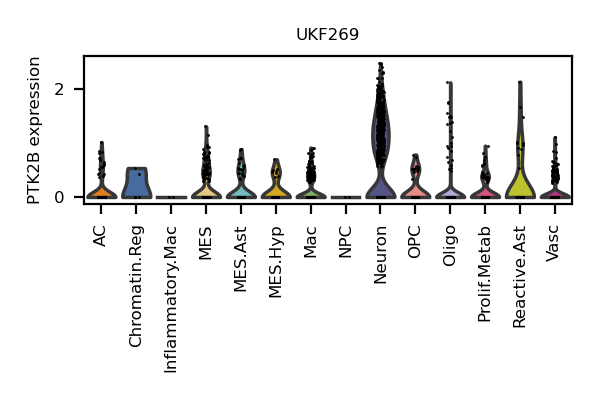 UKF269
PTK2B expression
2
0
AC
Chromatin.Reg
Inflammatory.Mac
MES
MES.Ast
MES.Hyp
Mac
NPC
Neuron
OPC
Oligo
Prolif.Metab
Reactive.Ast
Vasc